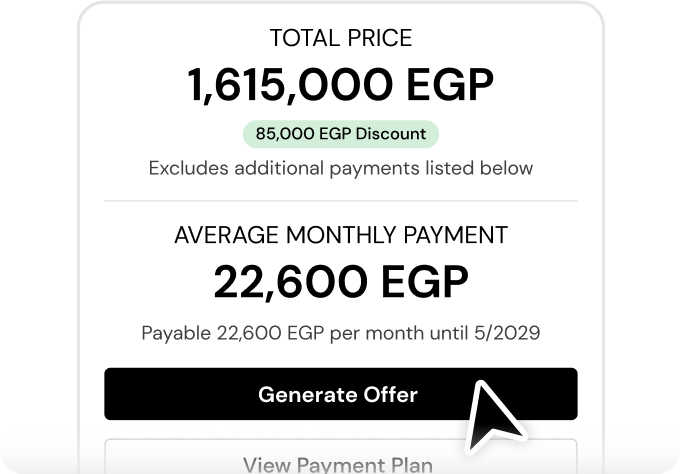 TOTAL PRICE
1,615,000 EGP
85,000 EGP Discount
Excludes additional payments listed below
AVERAGE MONTHLY PAYMENT
22,600 EGP
Payable 22,600 EGP per month until 5/2029
Generate Offer
View Payment Plan